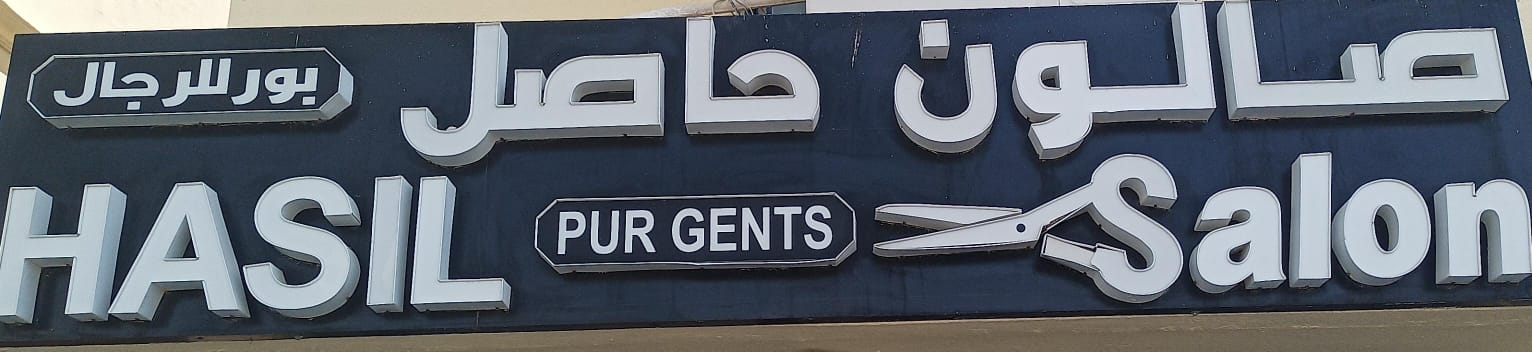 صالون حاصل
بور للرجال
HASIL PUR GENTS Salon